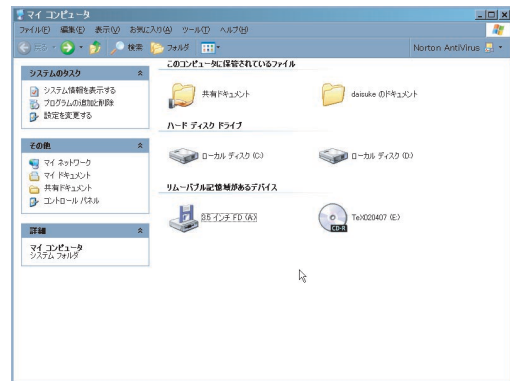 マイ コンピュータ
ファイル(F) 編集(E) 表示(V) お気に入り(A) ツール(T) ヘルプ(H)
戻る 検索 フォルダ Norton AntiVirus
システムのタスク
システム情報を表示する
プログラムの追加と削除
設定を変更する
その他
マイ ネットワーク
マイ ドキュメント
共有ドキュメント
コントロール パネル
詳細
マイ コンピュータ
システム フォルダ
このコンピュータに保管されているファイル
共有ドキュメント daisuke のドキュメント
ハード ディスク ドライブ
ローカル ディスク (C:) ローカル ディスク (D:)
リムーバブル記憶域があるデバイス
3.5 インチ FD (A:) TeX020407 (E:)
CD-R